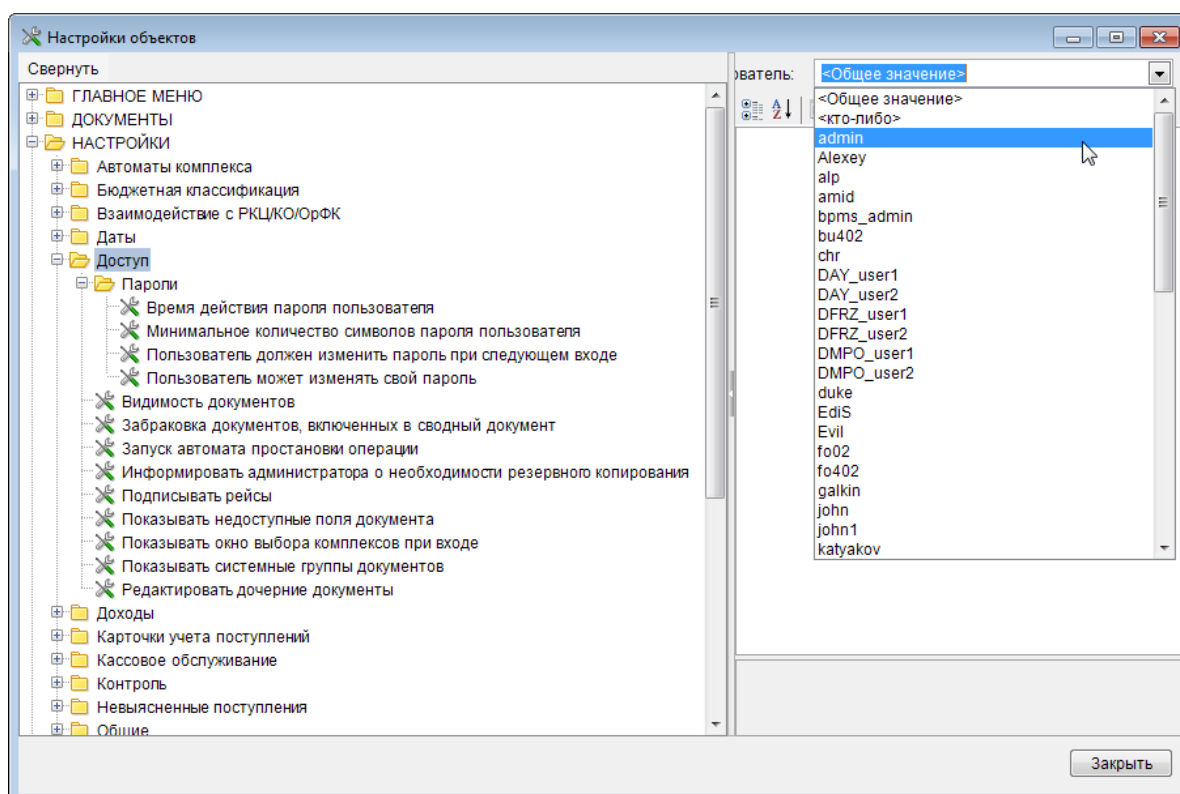 Настройки объектов
Свернуть
ГЛАВНОЕ МЕНЮ
ДОКУМЕНТЫ
НАСТРОЙКИ
Автоматы комплекса
Бюджетная классификация
Взаимодействие с РКЦ/КО/ОрФК
Даты
Доступ
Пароли
Время действия пароля пользователя
Минимальное количество символов пароля пользователя
Пользователь должен изменить пароль при следующем входе
Пользователь может изменять свой пароль
Видимость документов
Забраковка документов, включенных в сводный документ
Запуск автомата простановки операции
Информировать администратора о необходимости резервного копирования
Подписывать рейсы
Показывать недоступные поля документа
Показывать окно выбора комплексов при входе
Показывать системные группы документов
Редактировать дочерние документы
Доходы
Карточки учета поступлений
Кассовое обслуживание
Контроль
Невыясненные поступления
Общие
ователь: <Общее значение>
<Общее значение>
<кто-либо>
admin
Alexey
alp
amid
bpms_admin
bu402
chr
DAY_user1
DAY_user2
DFRZ_user1
DFRZ_user2
DMPO_user1
DMPO_user2
duke
EdiS
Evil
fo02
fo402
galkin
john
john1
katyakov
Закрыть